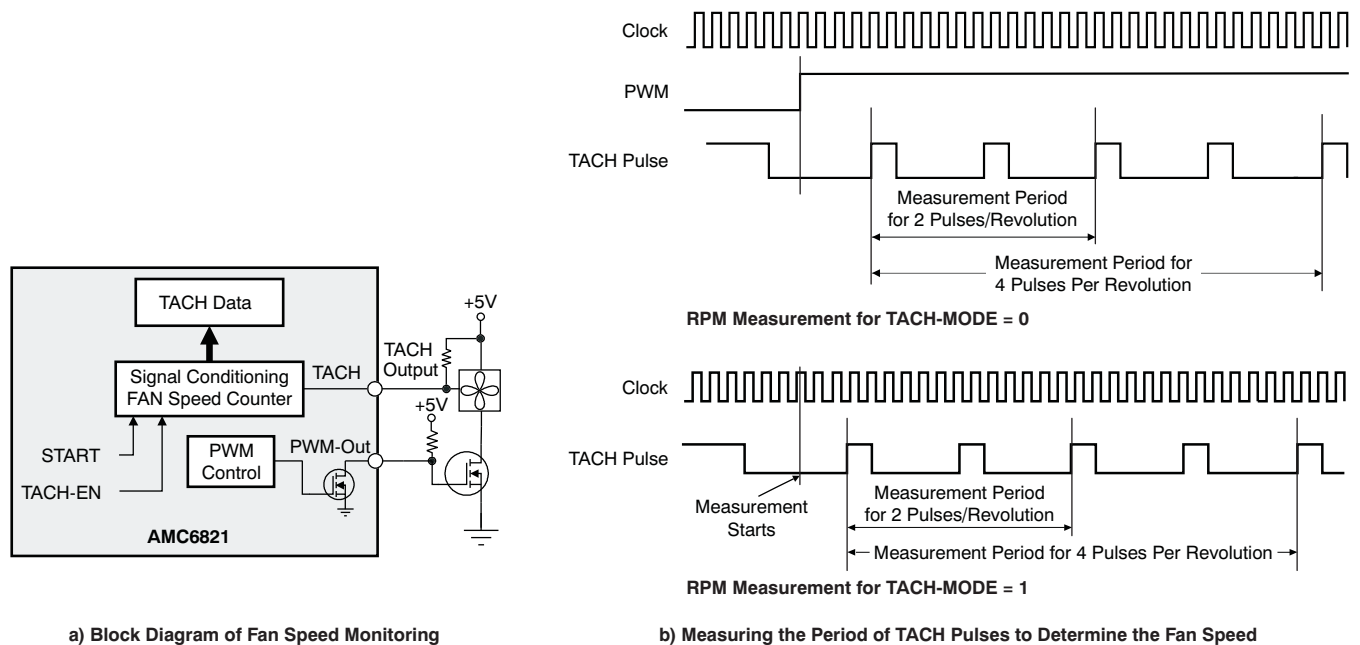 TACH Data
Signal Conditioning
FAN Speed Counter
START
TACH-EN
PWM
Control
AMC6821
TACH
PWM-Out
TACH
Output
+5V
+5V
a) Block Diagram of Fan Speed Monitoring
Clock
PWM
TACH Pulse
Measurement Period
for 2 Pulses/Revolution
Measurement Period for
4 Pulses Per Revolution
RPM Measurement for TACH-MODE = 0
Clock
TACH Pulse
Measurement
Starts
Measurement Period
for 2 Pulses/Revolution
Measurement Period for 4 Pulses Per Revolution
RPM Measurement for TACH-MODE = 1
b) Measuring the Period of TACH Pulses to Determine the Fan Speed